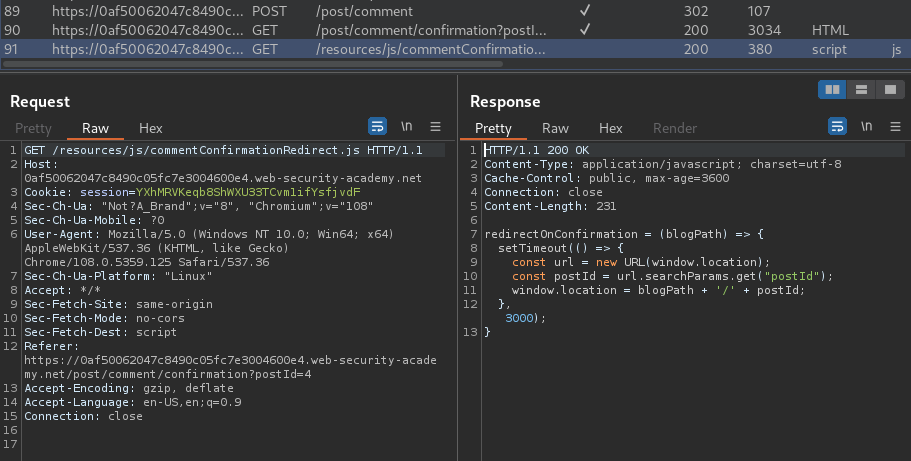 89 https://0af50062047c8490c... POST /post/comment ✓ 302 107
90 https://0af50062047c8490c... GET /post/comment/confirmation?postI... ✓ 200 3034 HTML
91 https://0af50062047c8490c... GET /resources/js/commentConfirmatio... 200 380 script js
Request
Pretty Raw Hex \n
1 GET /resources/js/commentConfirmationRedirect.js HTTP/1.1
2 Host:
0af50062047c8490c05fc7e3004600e4.web-security-academy.net
3 Cookie: session=YXhMRVKeqb8ShWXU33TCvm1ifYsfjvdF
4 Sec-Ch-Ua: "Not?A_Brand";v="8", "Chromium";v="108"
5 Sec-Ch-Ua-Mobile: ?0
6 User-Agent: Mozilla/5.0 (Windows NT 10.0; Win64; x64)
AppleWebKit/537.36 (KHTML, like Gecko)
Chrome/108.0.5359.125 Safari/537.36
7 Sec-Ch-Ua-Platform: "Linux"
8 Accept: */*
9 Sec-Fetch-Site: same-origin
10 Sec-Fetch-Mode: no-cors
11 Sec-Fetch-Dest: script
12 Referer:
https://0af50062047c8490c05fc7e3004600e4.web-security-acade
my.net/post/comment/confirmation?postId=4
13 Accept-Encoding: gzip, deflate
14 Accept-Language: en-US,en;q=0.9
15 Connection: close
16
17
Response
Pretty Raw Hex Render \n
1 HTTP/1.1 200 OK
2 Content-Type: application/javascript; charset=utf-8
3 Cache-Control: public, max-age=3600
4 Connection: close
5 Content-Length: 231
6
7 redirectOnConfirmation = (blogPath) => {
8 setTimeout(() => {
9 const url = new URL(window.location);
10 const postId = url.searchParams.get("postId");
11 window.location = blogPath + '/' + postId;
12 },
3000);
13 }